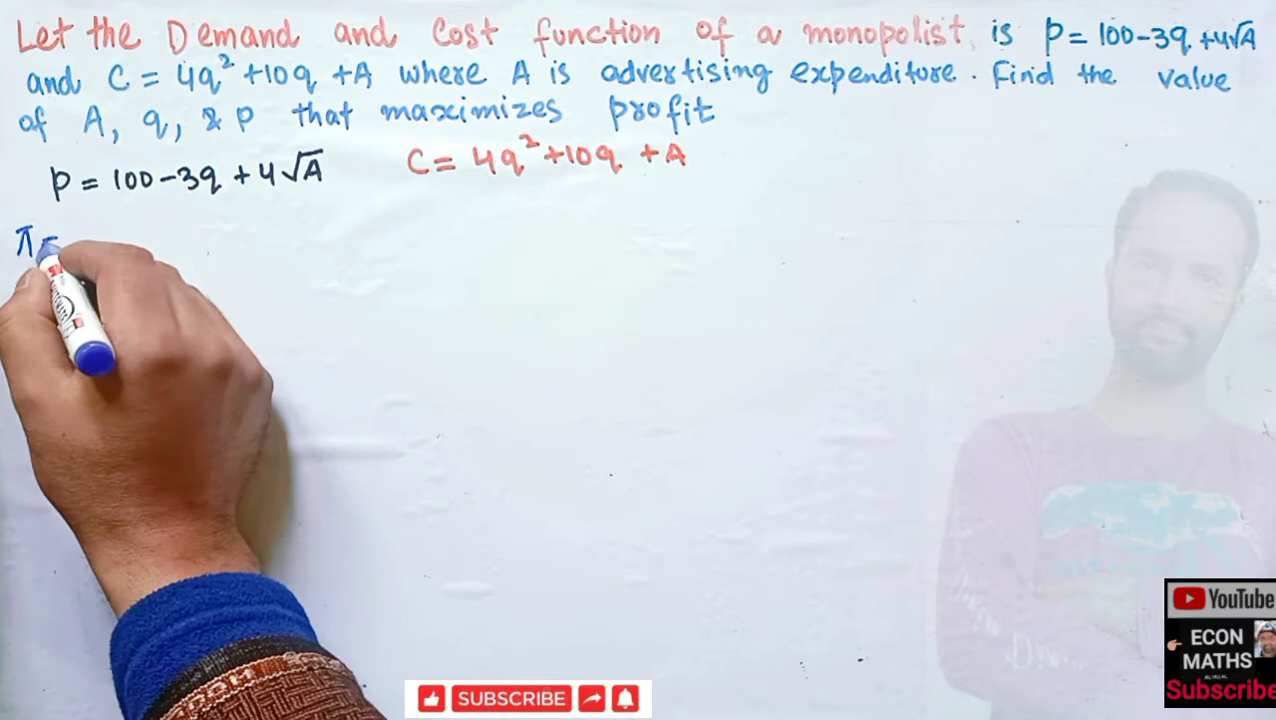 Let the Demand and Cost function of a monopolist is p = 100-3q +4√A
and C = 4q² +10q +A where A is advertising expenditure. Find the value
of A, q, & p that maximizes profit
p = 100-3q +4√A
C = 4q² +10q +A
π =
YouTube
ECON
MATHS
Subscribe
SUBSCRIBE